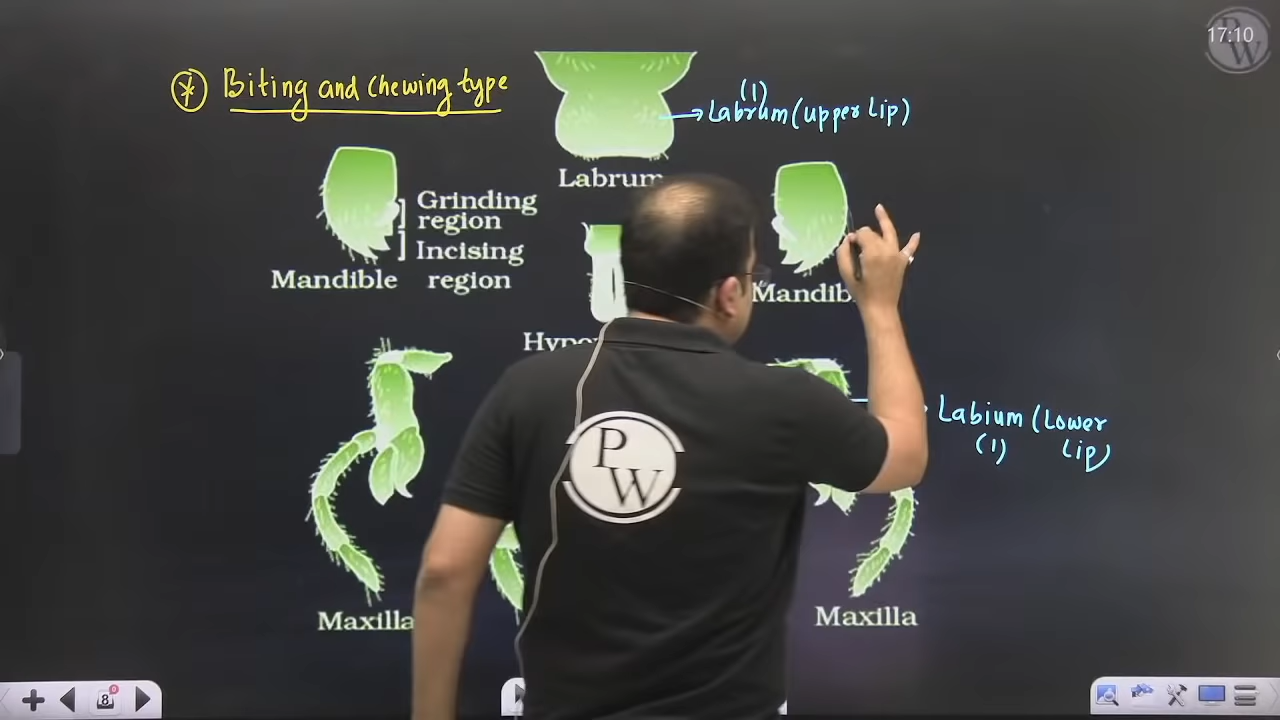 17:10
PW
Biting and chewing type
(1)
Labrum (upper Lip)
Labrum
Grinding
region
Incising
region
Mandible
Labium (Lower
(1) Lip)
PW
Maxilla
Maxilla
8